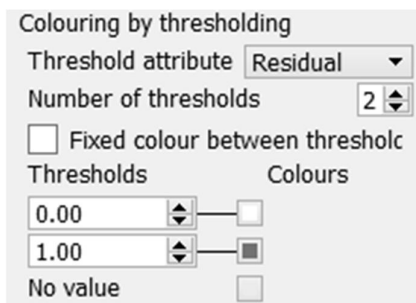 Colouring by thresholding
Threshold attribute Residual
Number of thresholds 2
Fixed colour between thresholc
Thresholds Colours
0.00
1.00
No value